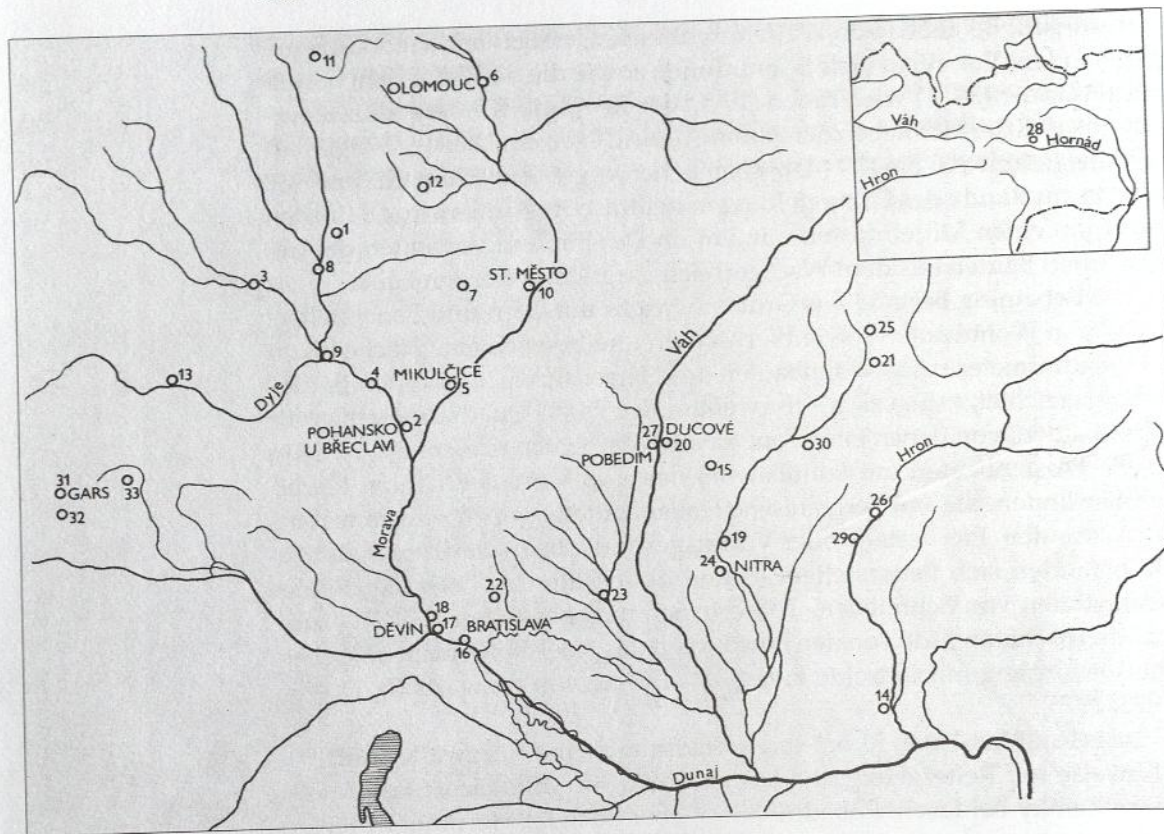 11
OLOMOUC
6
12
1
8
3
7
ST. MĚSTO
10
9
13
Dyje
4
MIKULČICE
5
POHANSKO
U BŘECLAVI
2
31
GARS
33
32
Morava
18
DĚVÍN
17
BRATISLAVA
16
22
23
Váh
27
DUCOVÉ
20
POBEDIM
15
19
24
NITRA
25
21
30
Hron
26
29
14
Dunaj
Váh
28
Hornád
Hron